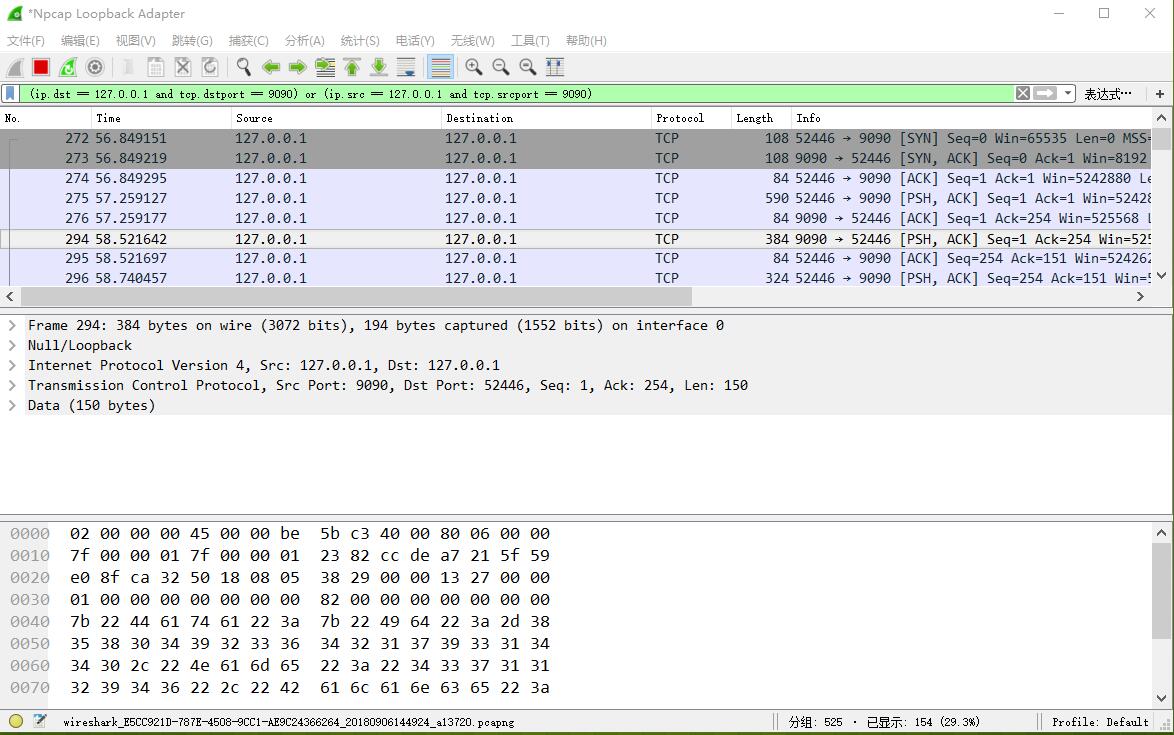 *Npcap Loopback Adapter
文件(F) 编辑(E) 视图(V) 跳转(G) 捕获(C) 分析(A) 统计(S) 电话(Y) 无线(W) 工具(T) 帮助(H)
(ip.dst == 127.0.0.1 and tcp.dstport == 9090) or (ip.src == 127.0.0.1 and tcp.srcport == 9090) 表达式… +
No. Time Source Destination Protocol Length Info
272 56.849151 127.0.0.1 127.0.0.1 TCP 108 52446 → 9090 [SYN] Seq=0 Win=65535 Len=0 MSS=
273 56.849219 127.0.0.1 127.0.0.1 TCP 108 9090 → 52446 [SYN, ACK] Seq=0 Ack=1 Win=8192
274 56.849295 127.0.0.1 127.0.0.1 TCP 84 52446 → 9090 [ACK] Seq=1 Ack=1 Win=5242880 Le
275 57.259127 127.0.0.1 127.0.0.1 TCP 590 52446 → 9090 [PSH, ACK] Seq=1 Ack=1 Win=52428
276 57.259177 127.0.0.1 127.0.0.1 TCP 84 9090 → 52446 [ACK] Seq=1 Ack=254 Win=525568 L
294 58.521642 127.0.0.1 127.0.0.1 TCP 384 9090 → 52446 [PSH, ACK] Seq=1 Ack=254 Win=525
295 58.521697 127.0.0.1 127.0.0.1 TCP 84 52446 → 9090 [ACK] Seq=254 Ack=151 Win=524262
296 58.740457 127.0.0.1 127.0.0.1 TCP 324 52446 → 9090 [PSH, ACK] Seq=254 Ack=151 Win=5
Frame 294: 384 bytes on wire (3072 bits), 194 bytes captured (1552 bits) on interface 0
Null/Loopback
Internet Protocol Version 4, Src: 127.0.0.1, Dst: 127.0.0.1
Transmission Control Protocol, Src Port: 9090, Dst Port: 52446, Seq: 1, Ack: 254, Len: 150
Data (150 bytes)
0000 02 00 00 00 45 00 00 be 5b c3 40 00 80 06 00 00
0010 7f 00 00 01 7f 00 00 01 23 82 cc de a7 21 5f 59
0020 e0 8f ca 32 50 18 08 05 38 29 00 00 13 27 00 00
0030 01 00 00 00 00 00 00 00 82 00 00 00 00 00 00 00
0040 7b 22 44 61 74 61 22 3a 7b 22 49 64 22 3a 2d 38
0050 35 38 30 34 39 32 33 36 34 32 31 37 39 33 31 34
0060 34 30 2c 22 4e 61 6d 65 22 3a 22 34 33 37 31 31
0070 32 39 34 36 22 2c 22 42 61 6c 61 6e 63 65 22 3a
wireshark_E5CC921D-787E-4508-9CC1-AE9C24366264_20180906144924_a13720.pcapng 分组: 525 · 已显示: 154 (29.3%) Profile: Default